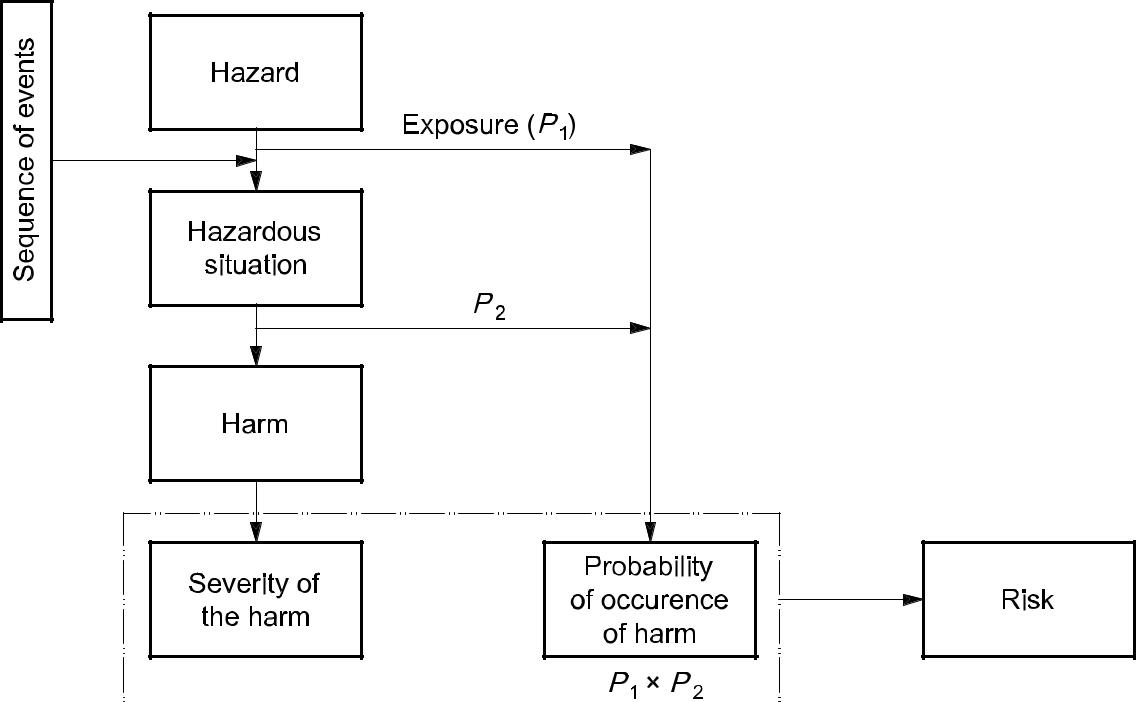 Sequence of events
Hazard
Exposure (P1)
Hazardous
situation
P2
Harm
Severity of
the harm
Probability
of occurence
of harm
P1 × P2
Risk